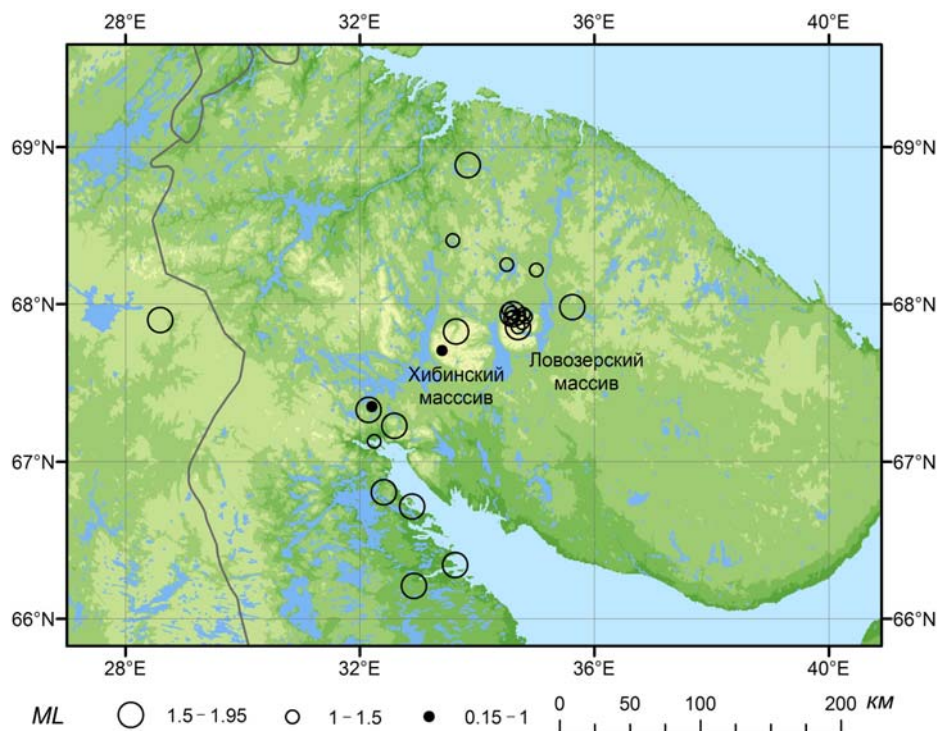 28°E 32°E 36°E 40°E
69°N 69°N
68°N 68°N
Хибинский
масссив
Ловозерский
массив
67°N 67°N
66°N 66°N
28°E 32°E 36°E 40°E
ML 1.5 – 1.95 1 – 1.5 0.15 – 1 0 50 100 200 км